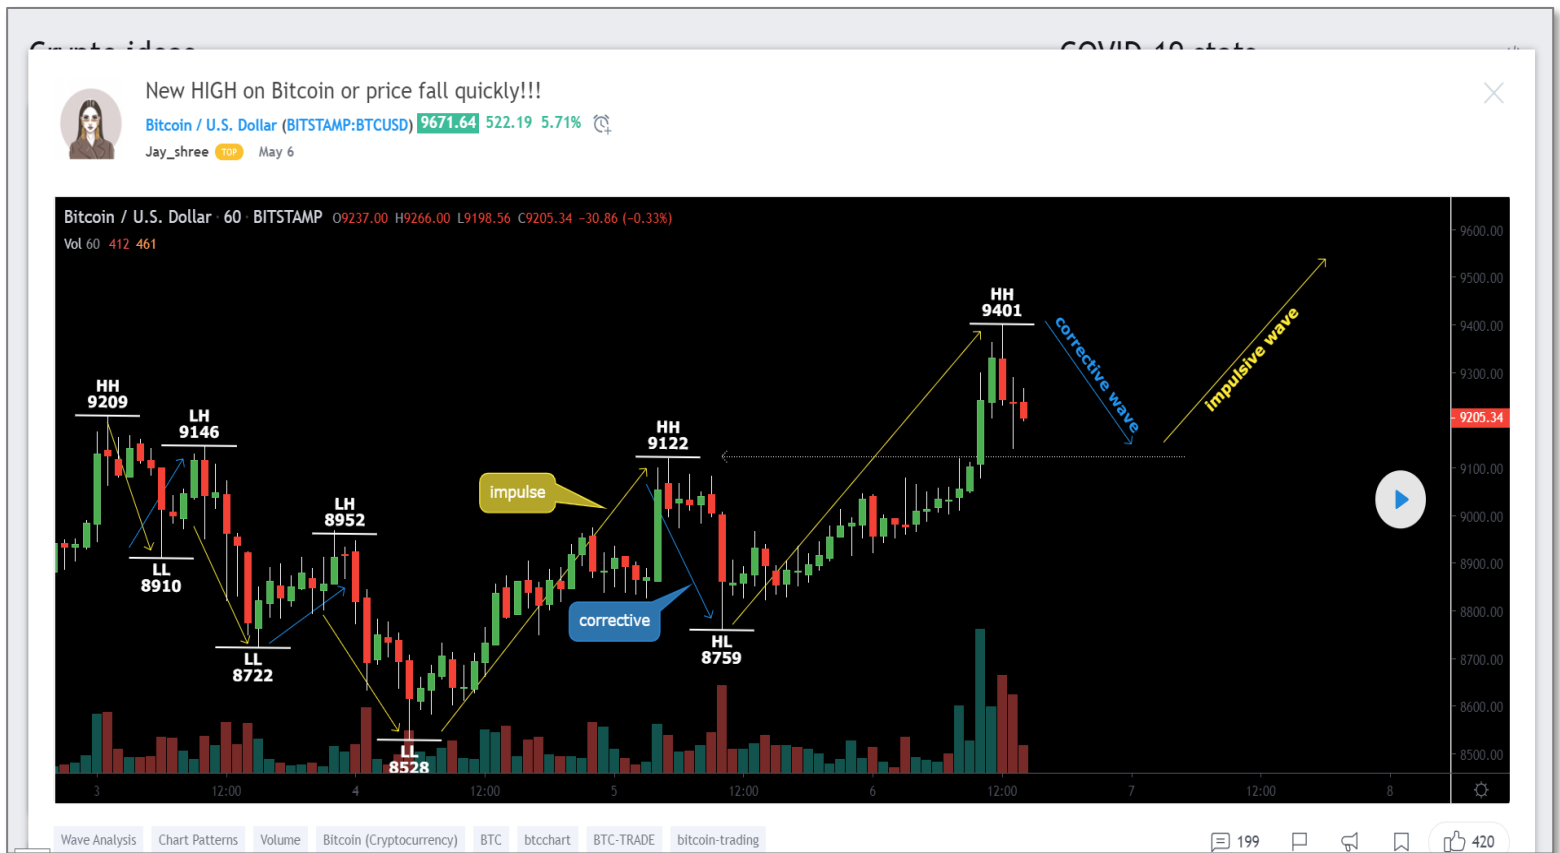 New HIGH on Bitcoin or price fall quickly!!!
Bitcoin / U.S. Dollar (BITSTAMP:BTCUSD) 9671.64 522.19 5.71%
Jay_shree TOP May 6
Bitcoin / U.S. Dollar · 60 · BITSTAMP O9237.00 H9266.00 L9198.56 C9205.34 −30.86 (−0.33%)
Vol 60 412 461
9600.00
9500.00
9400.00
9300.00
9205.34
9100.00
9000.00
8900.00
8800.00
8700.00
8600.00
8500.00
HH
9209
LH
9146
LL
8910
LL
8722
LH
8952
LL
8528
impulse
corrective
HH
9122
HL
8759
HH
9401
corrective wave
impulsive wave
3 12:00 4 12:00 5 12:00 6 12:00 7 12:00 8
Wave Analysis Chart Patterns Volume Bitcoin (Cryptocurrency) BTC btcchart BTC-TRADE bitcoin-trading
199 420